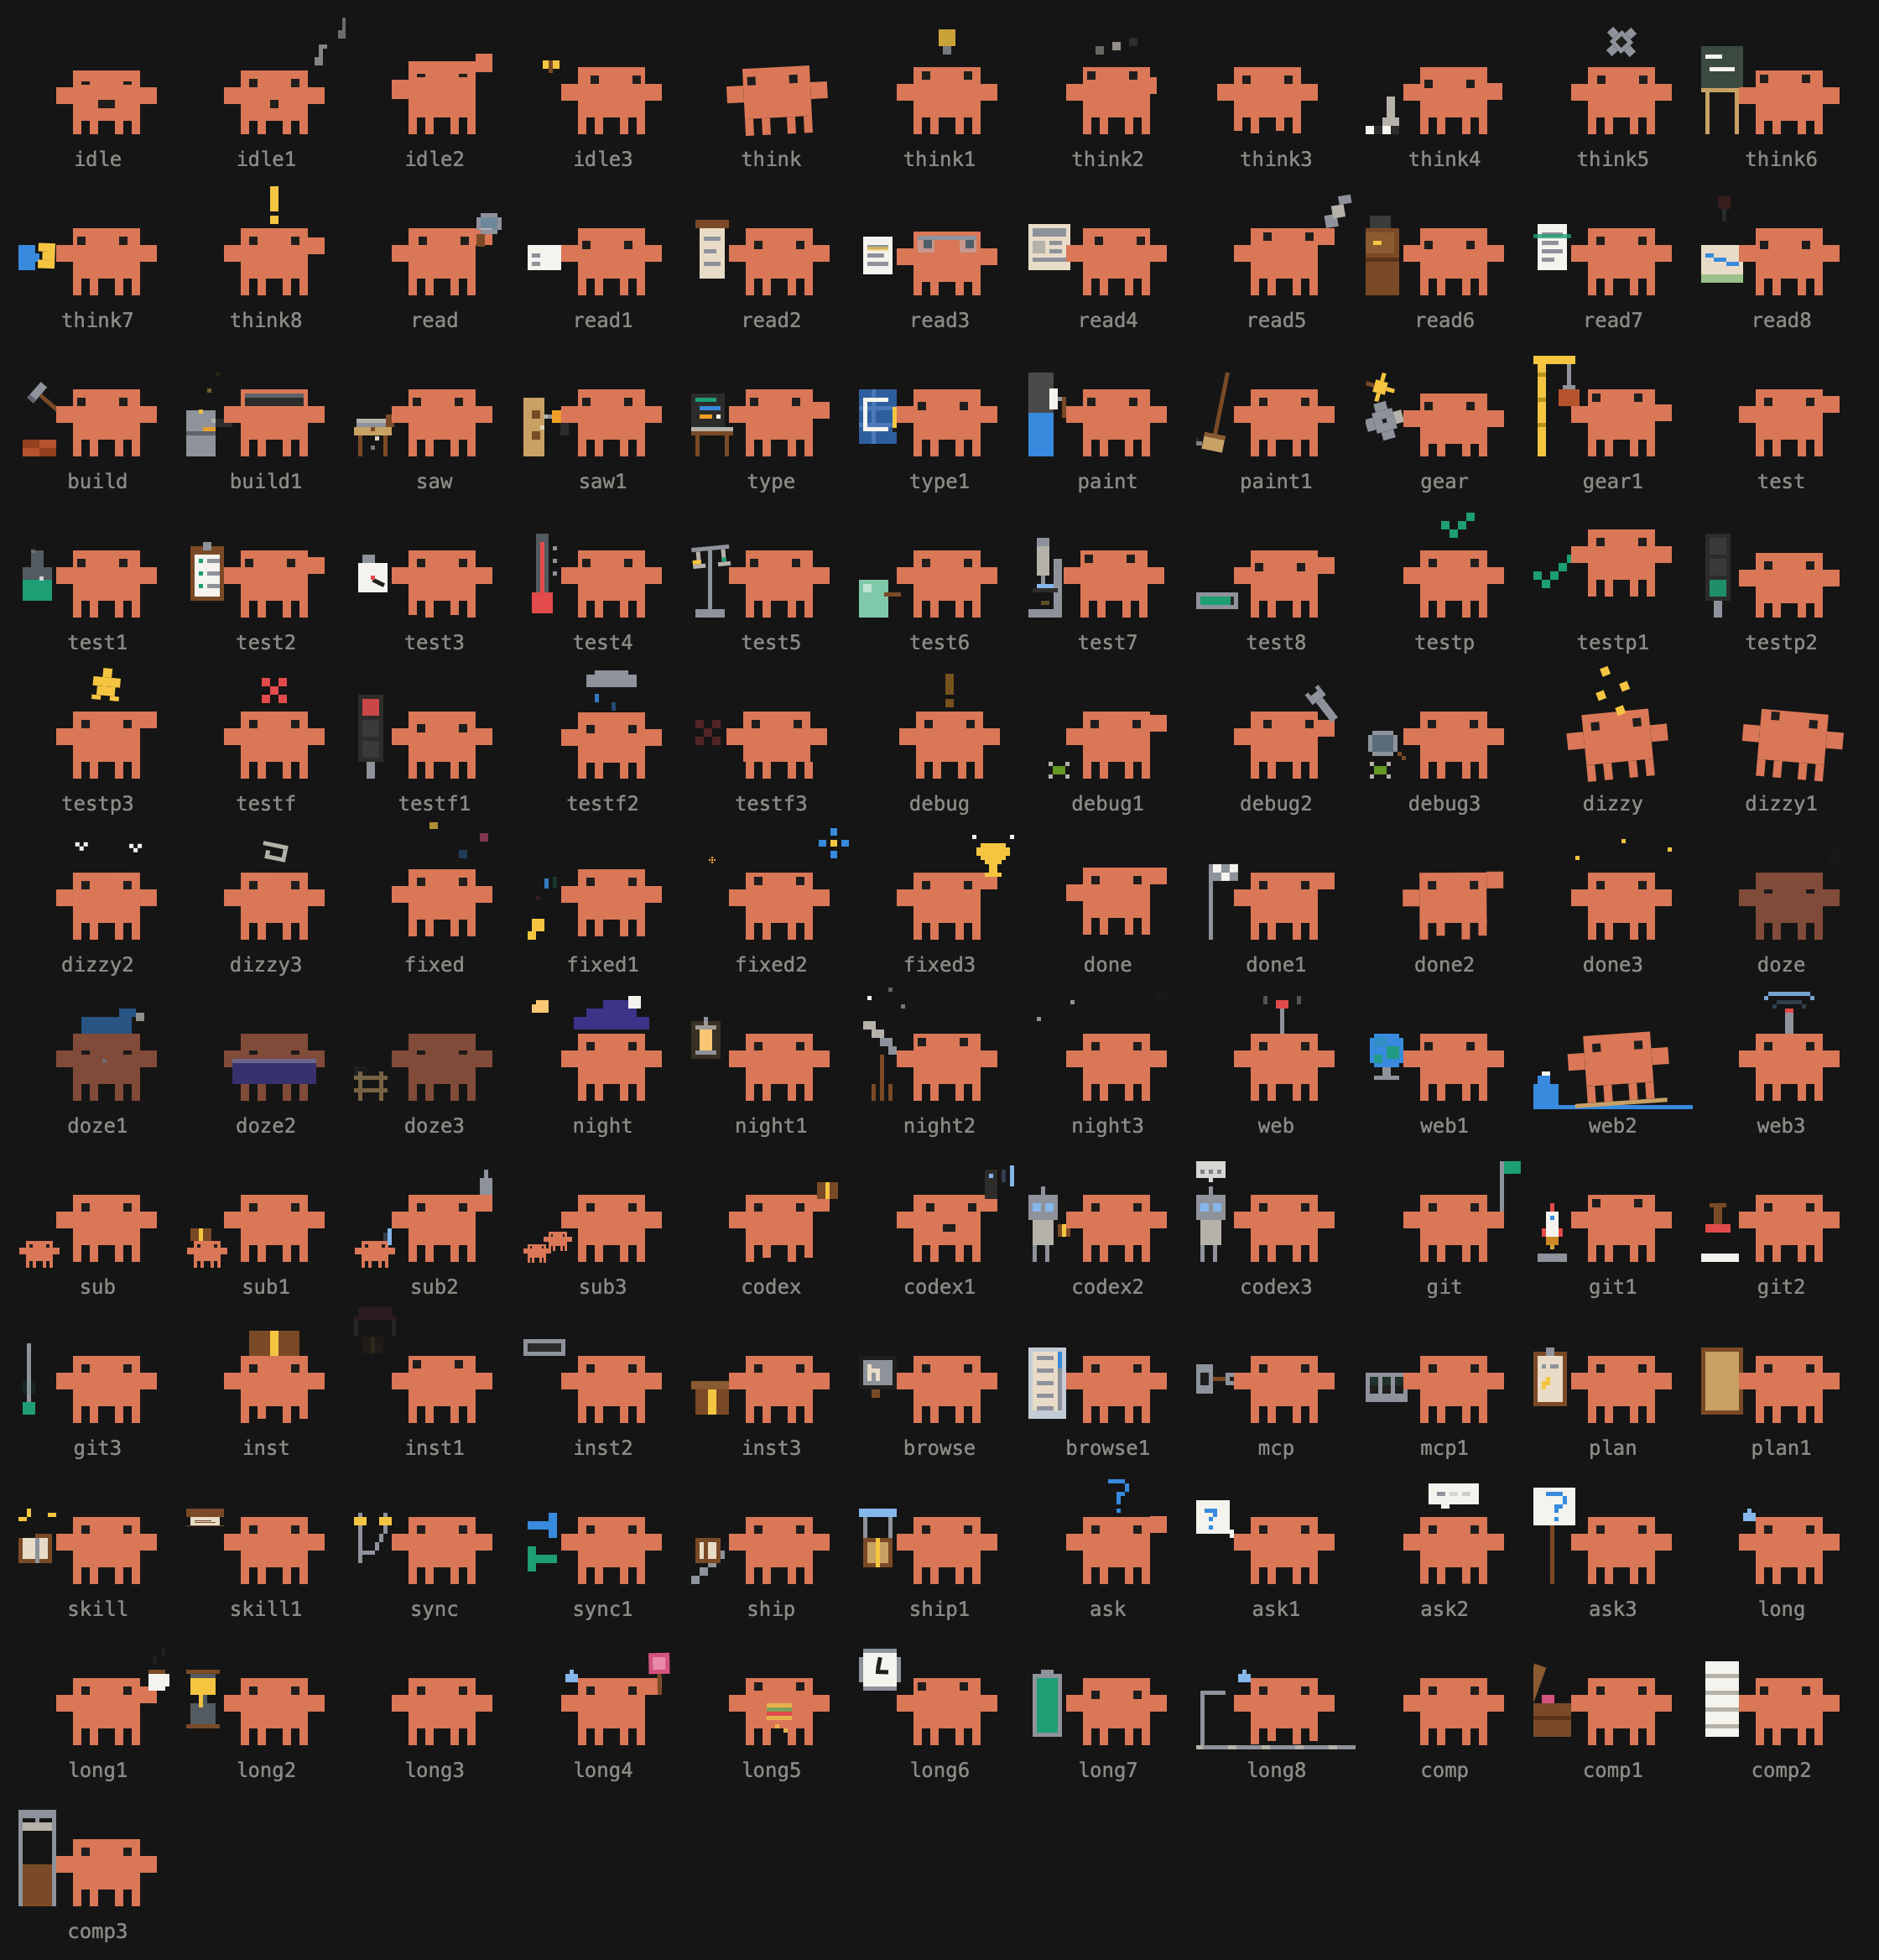 idle idle1 idle2 idle3 think think1 think2 think3 think4 think5 think6
think7 think8 read read1 read2 read3 read4 read5 read6 read7 read8
build build1 saw saw1 type type1 paint paint1 gear gear1 test
test1 test2 test3 test4 test5 test6 test7 test8 testp testp1 testp2
testp3 testf testf1 testf2 testf3 debug debug1 debug2 debug3 dizzy dizzy1
dizzy2 dizzy3 fixed fixed1 fixed2 fixed3 done done1 done2 done3 doze
doze1 doze2 doze3 night night1 night2 night3 web web1 web2 web3
sub sub1 sub2 sub3 codex codex1 codex2 codex3 git git1 git2
git3 inst inst1 inst2 inst3 browse browse1 mcp mcp1 plan plan1
?
? ?
skill skill1 sync sync1 ship ship1 ask ask1 ask2 ask3 long
long1 long2 long3 long4 long5 long6 long7 long8 comp comp1 comp2
comp3